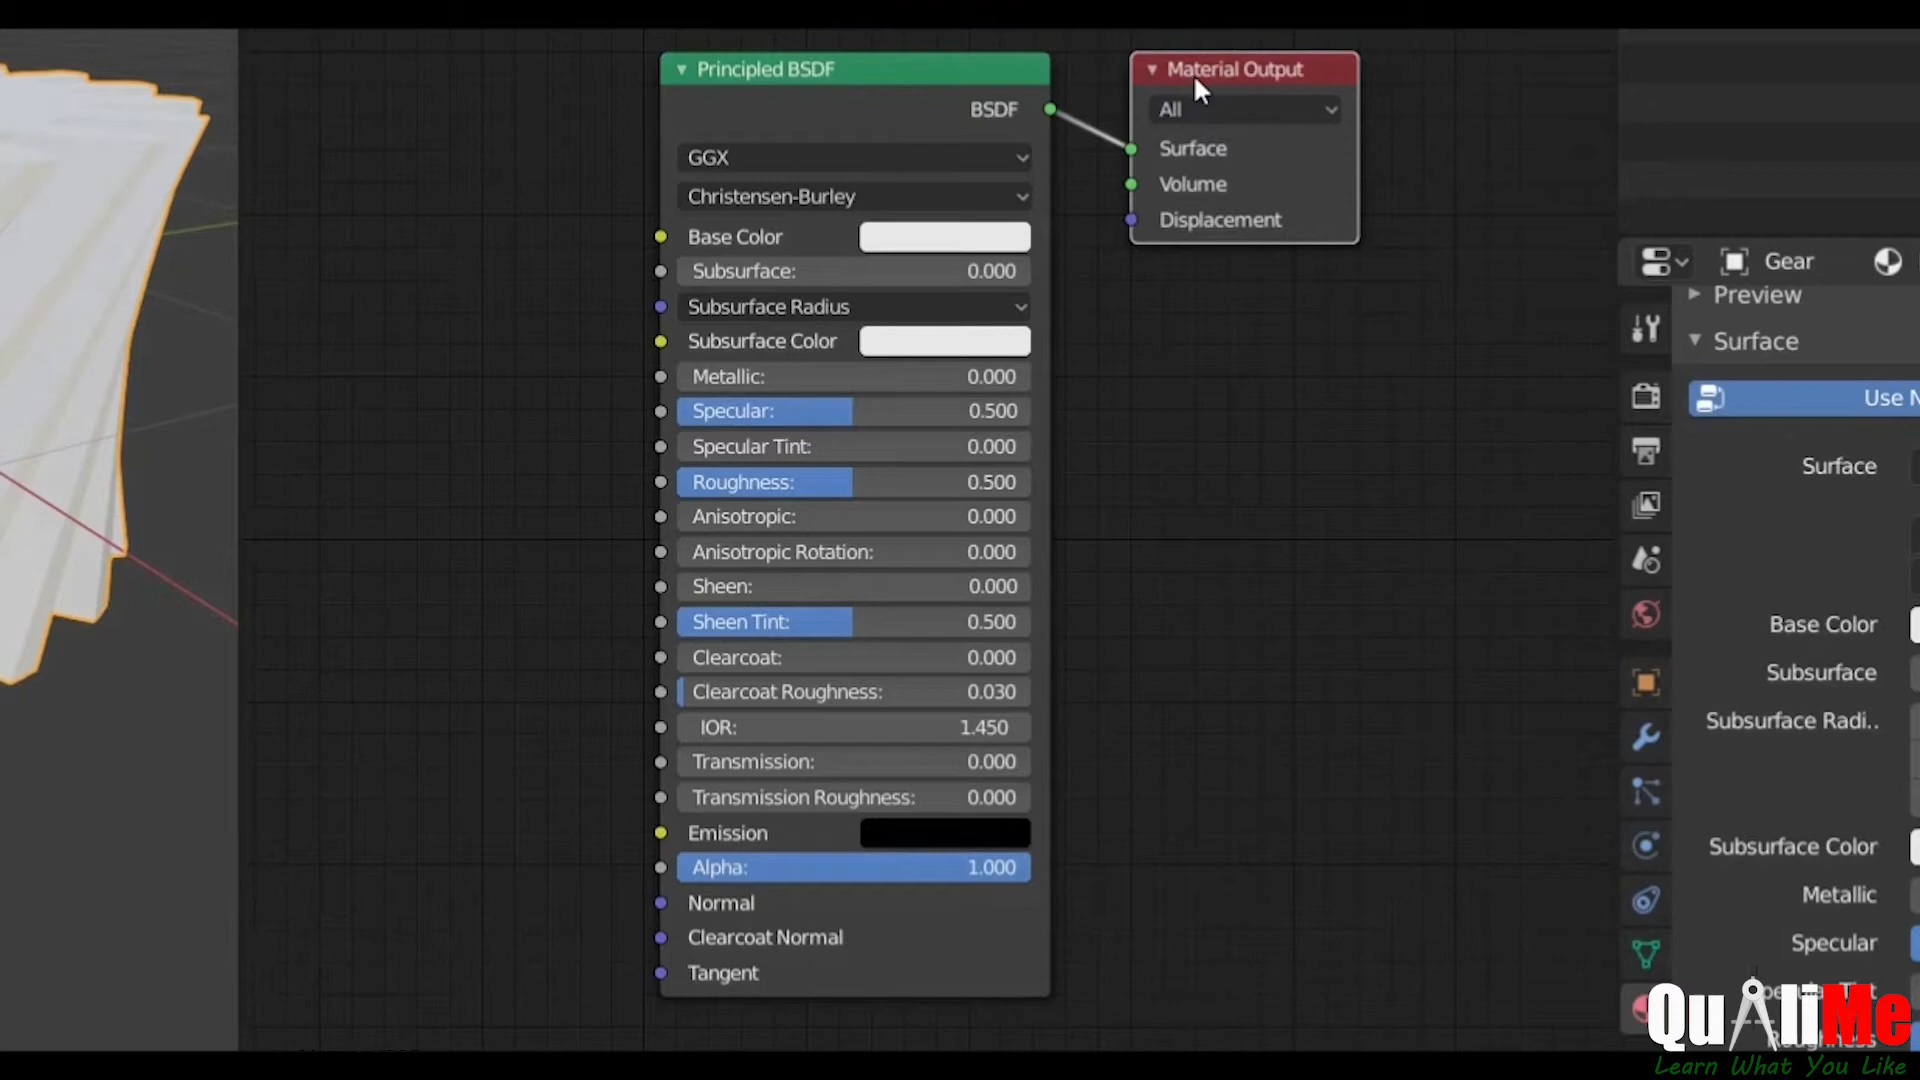 Principled BSDF
BSDF
GGX
Christensen-Burley
Base Color
Subsurface: 0.000
Subsurface Radius
Subsurface Color
Metallic: 0.000
Specular: 0.500
Specular Tint: 0.000
Roughness: 0.500
Anisotropic: 0.000
Anisotropic Rotation: 0.000
Sheen: 0.000
Sheen Tint: 0.500
Clearcoat: 0.000
Clearcoat Roughness: 0.030
IOR: 1.450
Transmission: 0.000
Transmission Roughness: 0.000
Emission
Alpha: 1.000
Normal
Clearcoat Normal
Tangent
Material Output
All
Surface
Volume
Displacement
Gear
Preview
Surface
Use N
Surface
Base Color
Subsurface
Subsurface Radi..
Subsurface Color
Metallic
Specular
QuAliMe
Learn What You Like